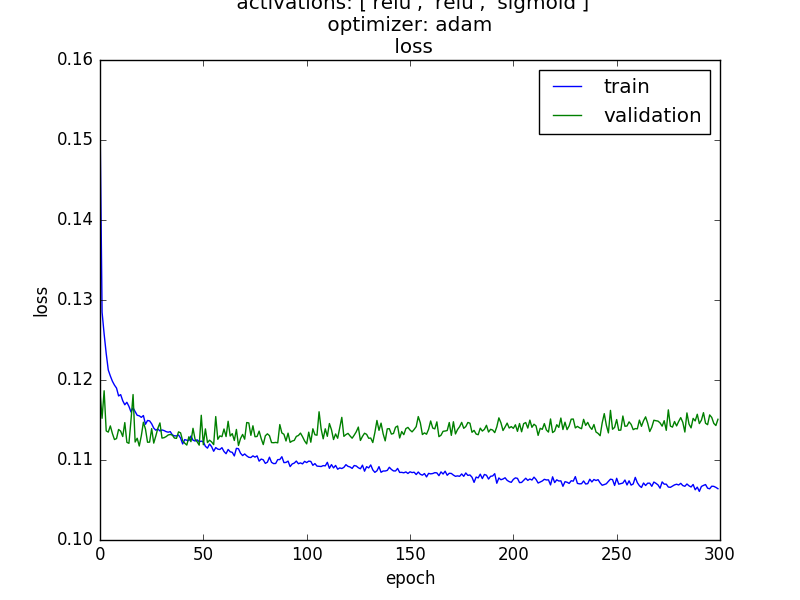 activations: ['relu', 'relu', 'sigmoid']
optimizer: adam
loss
0.16
0.15
0.14
0.13
0.12
0.11
0.10
loss
train
validation
0
50
100
150
200
250
300
epoch